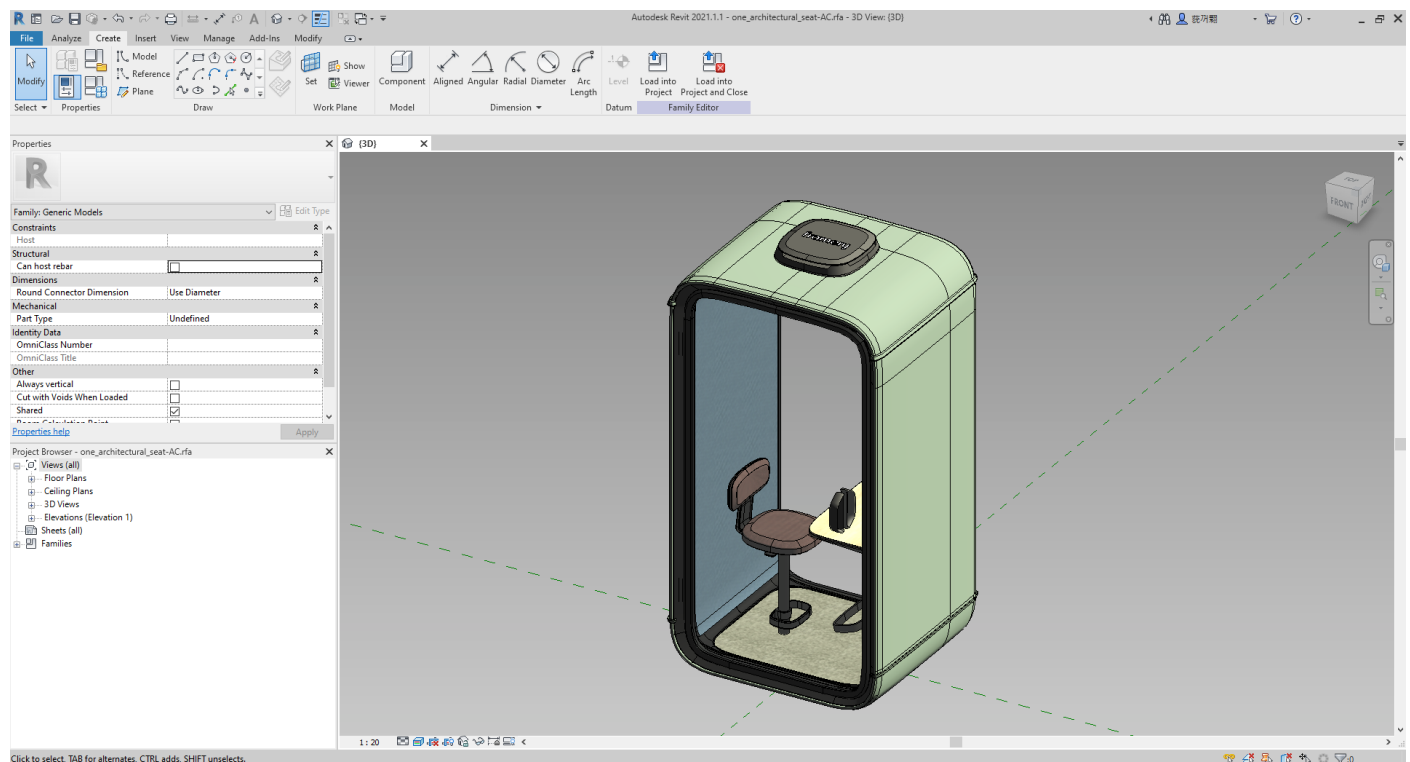 Autodesk Revit 2021.1.1 - one_architectural_seat-AC.rfa - 3D View: {3D}
File Analyze Create Insert View Manage Add-Ins Modify
Modify
Model
Reference
Plane
Set
Show
Viewer
Component
Aligned Angular Radial Diameter Arc Length
Level
Load into Project
Load into Project and Close
Select Properties Draw Work Plane Model Dimension Datum Family Editor
Properties
{3D}
Family: Generic Models
Edit Type
Constraints
Host
Structural
Can host rebar
Dimensions
Round Connector Dimension Use Diameter
Mechanical
Part Type Undefined
Identity Data
OmniClass Number
OmniClass Title
Other
Always vertical
Cut with Voids When Loaded
Shared
Room Calculation Point
Properties help
Apply
Project Browser - one_architectural_seat-AC.rfa
Views (all)
Floor Plans
Ceiling Plans
3D Views
Elevations (Elevation 1)
Sheets (all)
Families
TOP
FRONT
framery
1 : 20
Click to select, TAB for alternates, CTRL adds, SHIFT unselects.
:0